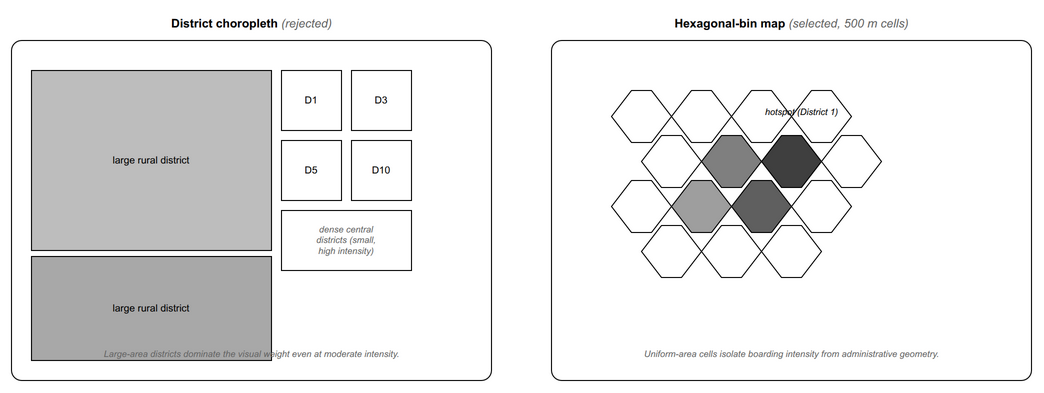 District choropleth (rejected)
large rural district
D1
D3
D5
D10
dense central
districts (small,
high intensity)
large rural district
Large-area districts dominate the visual weight even at moderate intensity.
Hexagonal-bin map (selected, 500 m cells)
hotspot (District 1)
Uniform-area cells isolate boarding intensity from administrative geometry.